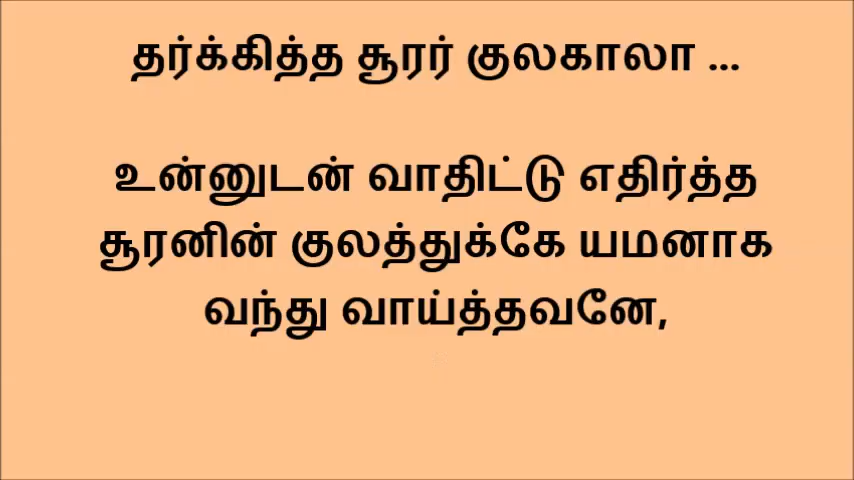 தர்க்கித்த சூரர் குலகாலா ...
உன்னுடன் வாதிட்டு எதிர்த்த
சூரனின் குலத்துக்கே யமனாக
வந்து வாய்த்தவனே,